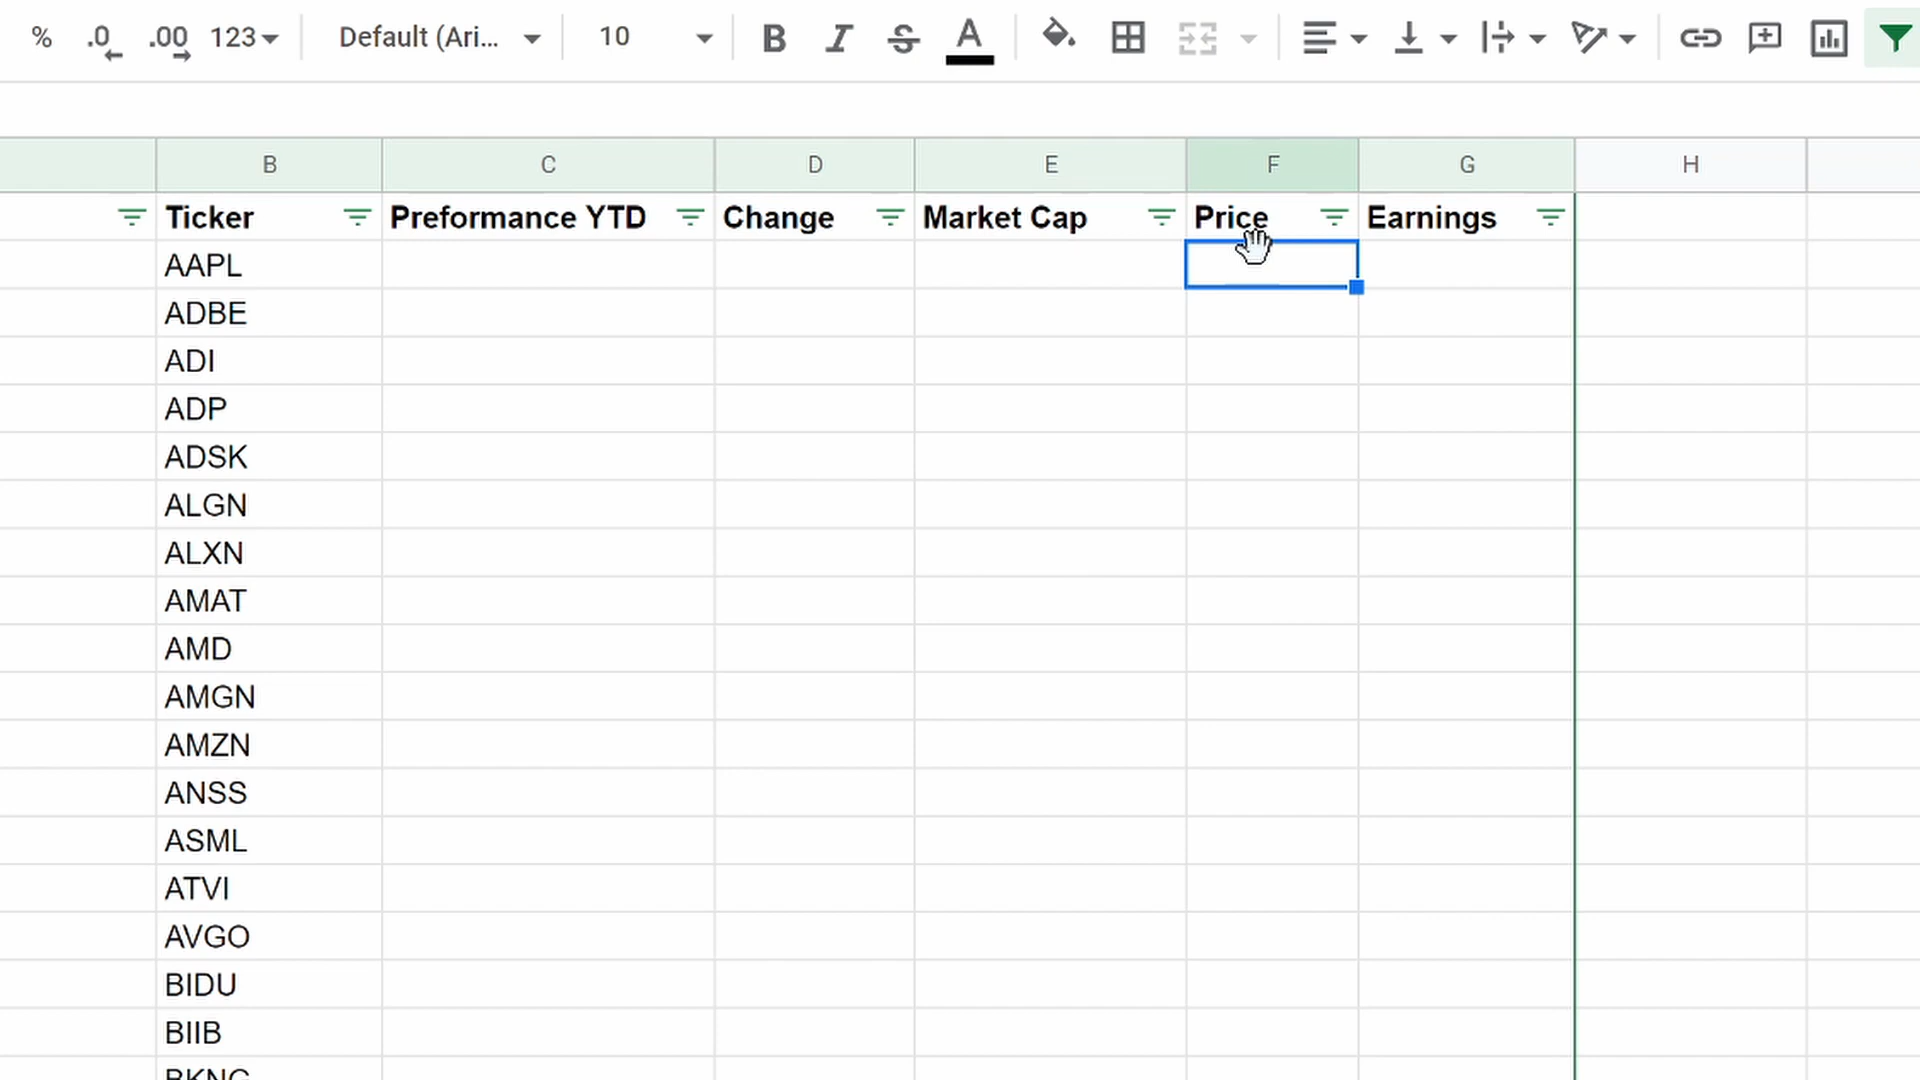 % .0 .00 123 Default (Ari... 10 B I S A
B C D E F G H
Ticker Preformance YTD Change Market Cap Price Earnings
AAPL
ADBE
ADI
ADP
ADSK
ALGN
ALXN
AMAT
AMD
AMGN
AMZN
ANSS
ASML
ATVI
AVGO
BIDU
BIIB
BKNG